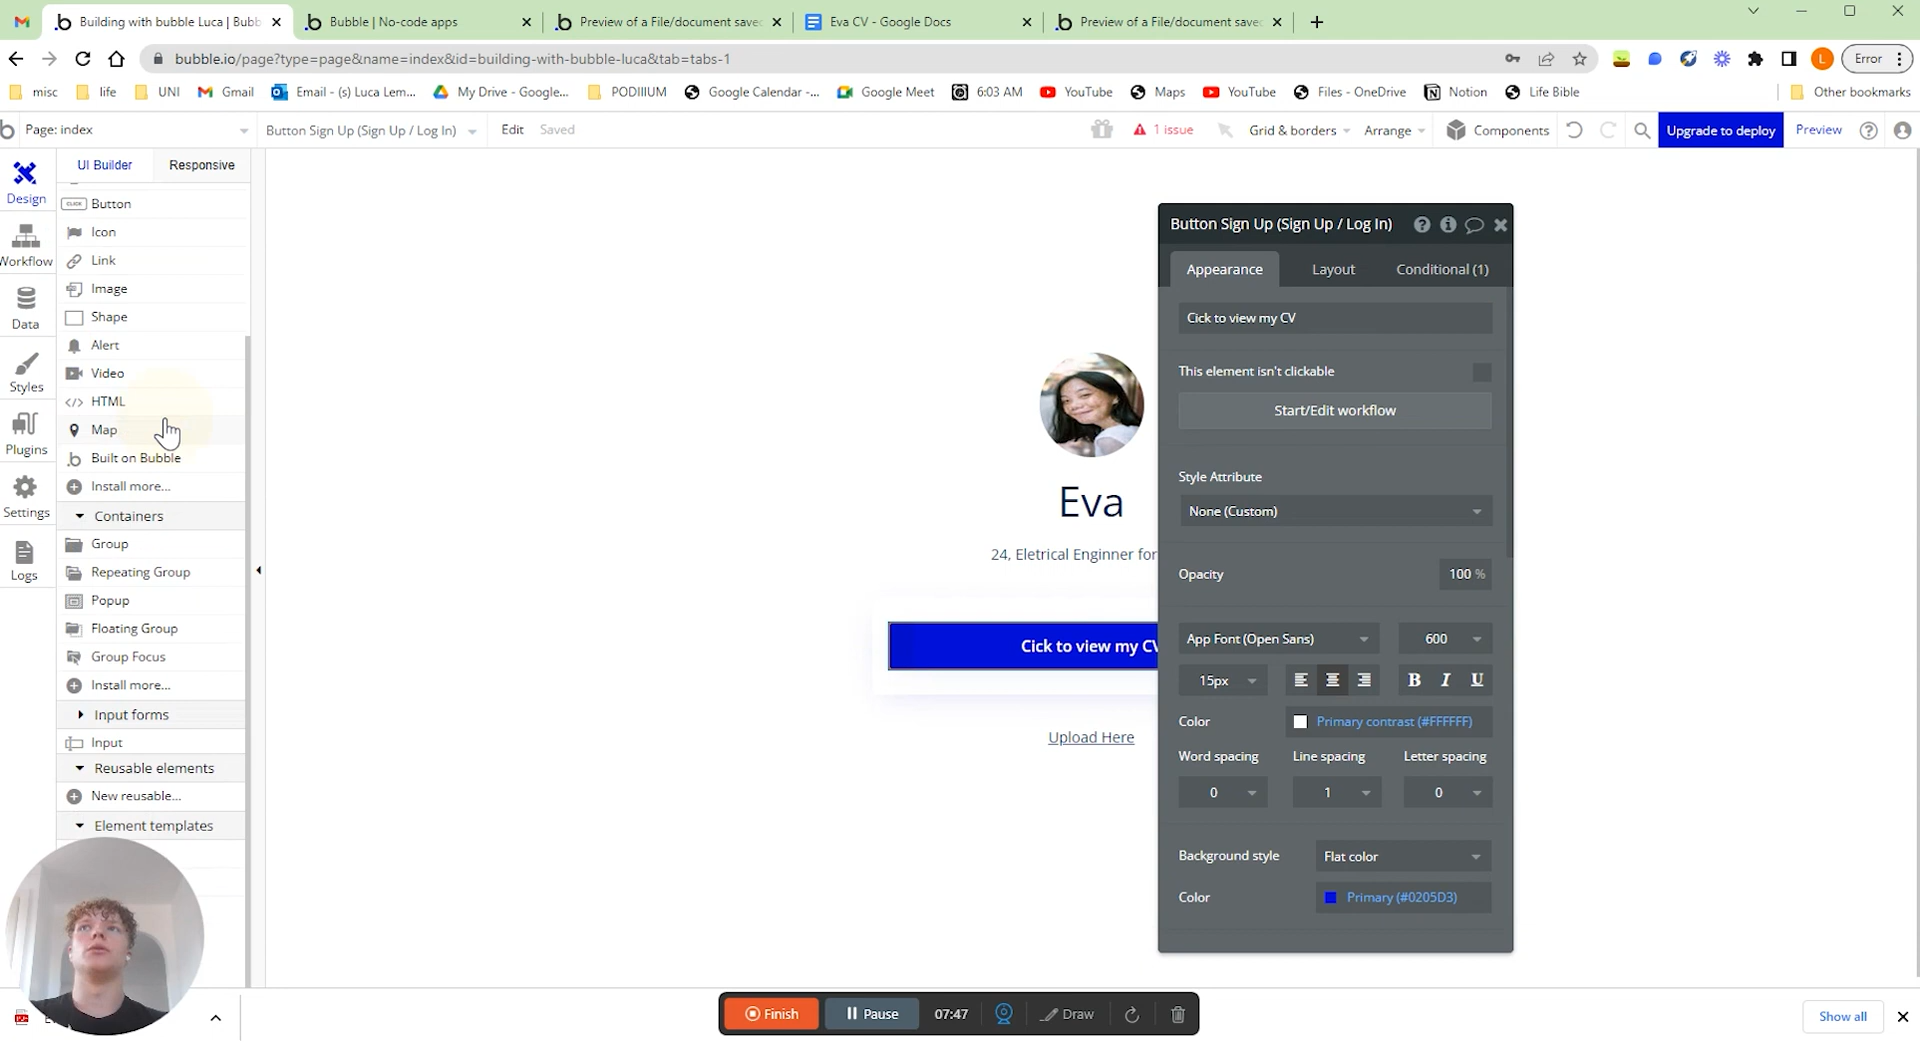 Building with bubble Luca | Bubb
Bubble | No-code apps
Preview of a File/document saved
Eva CV - Google Docs
Preview of a File/document saved
bubble.io/page?type=page&name=index&id=building-with-bubble-luca&tab=tabs-1
L
Error
misc
life
UNI
Gmail
Email - (s) Luca Lem...
My Drive - Google...
PODIIIUM
Google Calendar -...
Google Meet
6:03 AM
YouTube
Maps
YouTube
Files - OneDrive
Notion
Life Bible
Other bookmarks
Page: index
Button Sign Up (Sign Up / Log In)
Edit
Saved
1 issue
Grid & borders
Arrange
Components
Upgrade to deploy
Preview
Design
Workflow
Data
Styles
Plugins
Settings
Logs
UI Builder
Responsive
Button
Icon
Link
Image
Shape
Alert
Video
HTML
Map
Built on Bubble
Install more...
Containers
Group
Repeating Group
Popup
Floating Group
Group Focus
Install more...
Input forms
Input
Reusable elements
New reusable...
Element templates
Eva
24, Eletrical Enginner for
Cick to view my CV
Upload Here
Button Sign Up (Sign Up / Log In)
Appearance
Layout
Conditional (1)
Cick to view my CV
This element isn't clickable
Start/Edit workflow
Style Attribute
None (Custom)
Opacity
100 %
App Font (Open Sans)
600
15px
B
I
U
Color
Primary contrast (#FFFFFF)
Word spacing
Line spacing
Letter spacing
0
1
0
Background style
Flat color
Color
Primary (#0205D3)
Finish
Pause
07:47
Draw
Show all